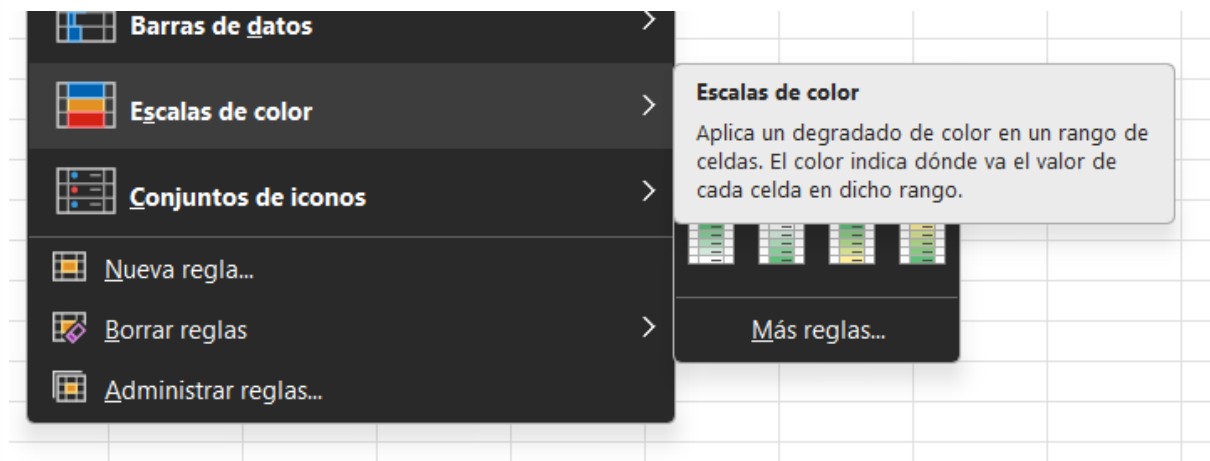 Barras de datos
Escalas de color
Conjuntos de iconos
Nueva regla...
Borrar reglas
Administrar reglas...
Escalas de color
Aplica un degradado de color en un rango de
celdas. El color indica dónde va el valor de
cada celda en dicho rango.
Más reglas...